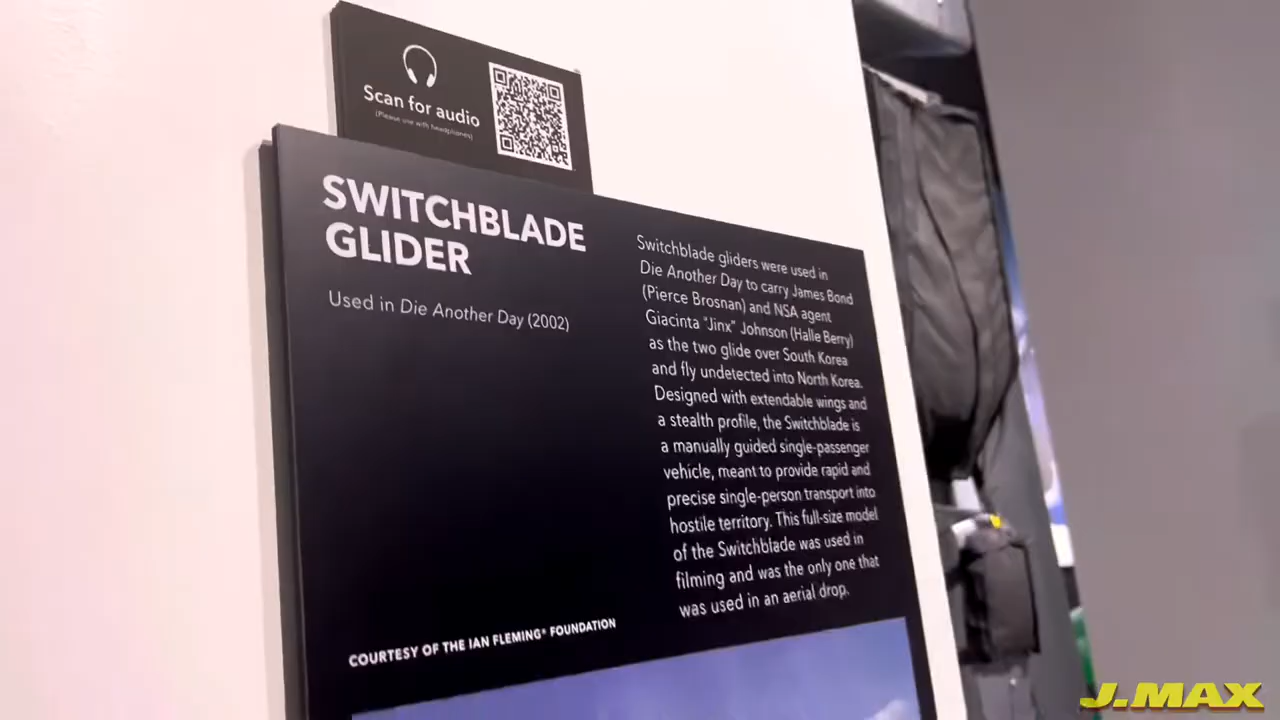 Scan for audio
(Please use with headphones)
SWITCHBLADE
GLIDER
Used in Die Another Day (2002)
Switchblade gliders were used in
Die Another Day to carry James Bond
(Pierce Brosnan) and NSA agent
Giacinta "Jinx" Johnson (Halle Berry)
as the two glide over South Korea
and fly undetected into North Korea.
Designed with extendable wings and
a stealth profile, the Switchblade is
a manually guided single-passenger
vehicle, meant to provide rapid and
precise single-person transport into
hostile territory. This full-size model
of the Switchblade was used in
filming and was the only one that
was used in an aerial drop.
COURTESY OF THE IAN FLEMING® FOUNDATION
J.MAX